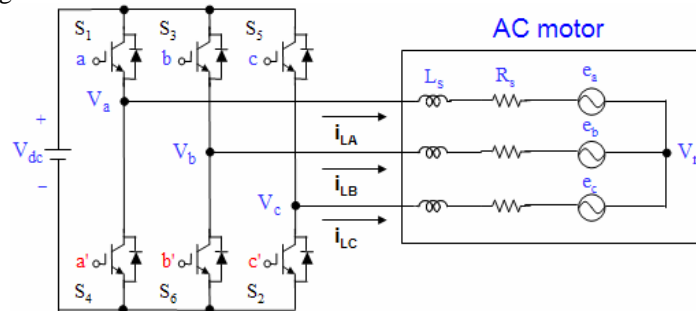 AC motor
S1 S3 S5
a b c
Ls Rs ea
Va
+
Vdc
−
iLA
Vb
eb
iLB
Vc
ec
iLC
a' b' c'
S4 S6 S2